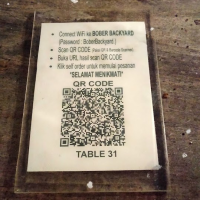 • Connect WiFi ke BOBER BACKYARD
(Password : BoberBackyard.)
• Scan QR CODE
• Buka URL hasil scan QR CODE
• Klik self order untuk memulai pesanan
"SELAMAT MENIKMATI"
QR CODE
TABLE 31